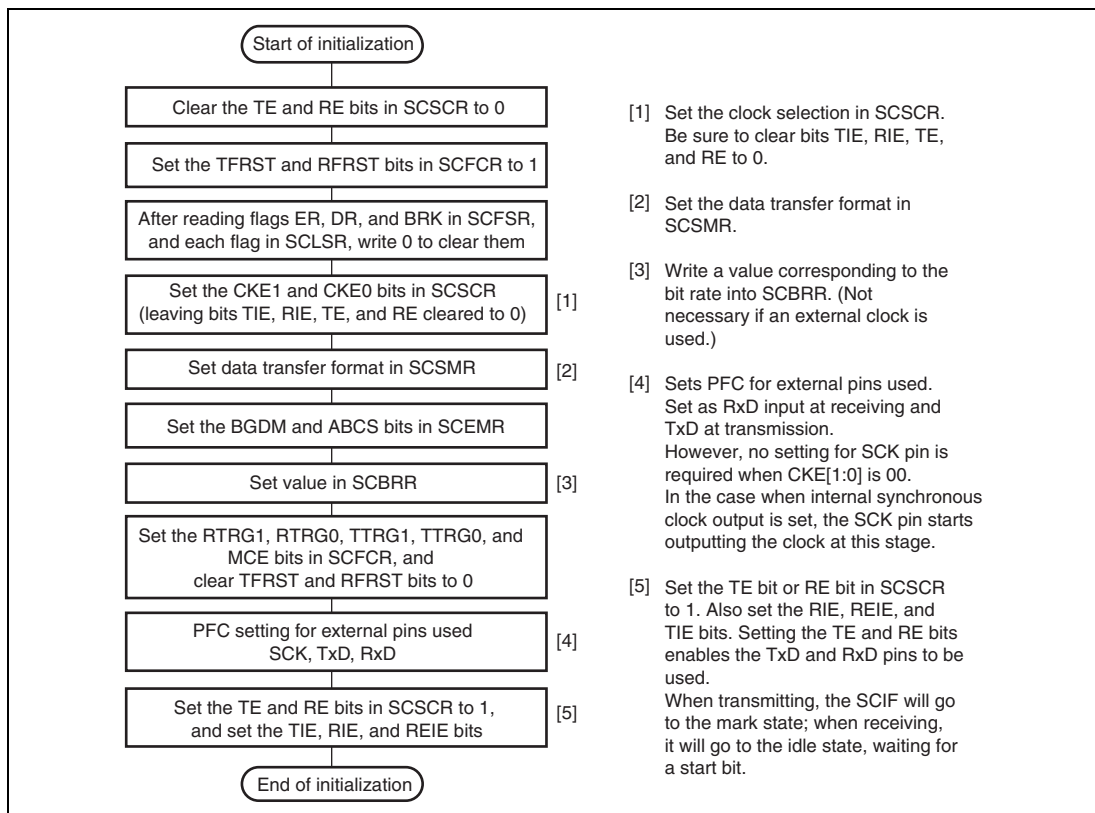 Start of initialization
Clear the TE and RE bits in SCSCR to 0
Set the TFRST and RFRST bits in SCFCR to 1
After reading flags ER, DR, and BRK in SCFSR,
and each flag in SCLSR, write 0 to clear them
Set the CKE1 and CKE0 bits in SCSCR
(leaving bits TIE, RIE, TE, and RE cleared to 0)
[1]
Set data transfer format in SCSMR
[2]
Set the BGDM and ABCS bits in SCEMR
Set value in SCBRR
[3]
Set the RTRG1, RTRG0, TTRG1, TTRG0, and
MCE bits in SCFCR, and
clear TFRST and RFRST bits to 0
PFC setting for external pins used
SCK, TxD, RxD
[4]
Set the TE and RE bits in SCSCR to 1,
and set the TIE, RIE, and REIE bits
[5]
End of initialization
[1] Set the clock selection in SCSCR.
Be sure to clear bits TIE, RIE, TE,
and RE to 0.
[2] Set the data transfer format in
SCSMR.
[3] Write a value corresponding to the
bit rate into SCBRR. (Not
necessary if an external clock is
used.)
[4] Sets PFC for external pins used.
Set as RxD input at receiving and
TxD at transmission.
However, no setting for SCK pin is
required when CKE[1:0] is 00.
In the case when internal synchronous
clock output is set, the SCK pin starts
outputting the clock at this stage.
[5] Set the TE bit or RE bit in SCSCR
to 1. Also set the RIE, REIE, and
TIE bits. Setting the TE and RE bits
enables the TxD and RxD pins to be
used.
When transmitting, the SCIF will go
to the mark state; when receiving,
it will go to the idle state, waiting for
a start bit.